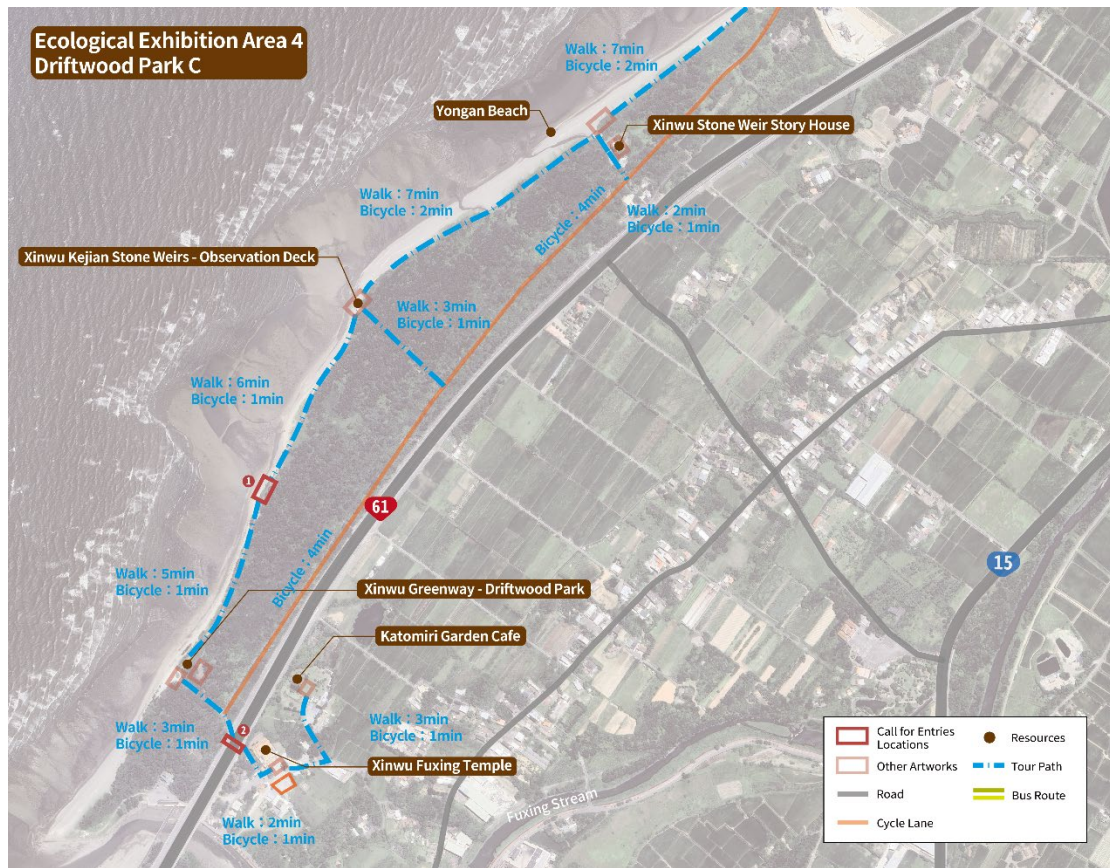 Ecological Exhibition Area 4
Driftwood Park C
Walk：7min
Bicycle：2min
Yongan Beach
Xinwu Stone Weir Story House
Walk：7min
Bicycle：2min
Bicycle：4min
Walk：2min
Bicycle：1min
Xinwu Kejian Stone Weirs - Observation Deck
Walk：3min
Bicycle：1min
Walk：6min
Bicycle：1min
1
61
15
Bicycle：4min
Walk：5min
Bicycle：1min
Xinwu Greenway - Driftwood Park
Katomiri Garden Cafe
Walk：3min
Bicycle：1min
2
Walk：3min
Bicycle：1min
Xinwu Fuxing Temple
Walk：2min
Bicycle：1min
Fuxing Stream
Call for Entries
Locations
Resources
Other Artworks
Tour Path
Road
Bus Route
Cycle Lane